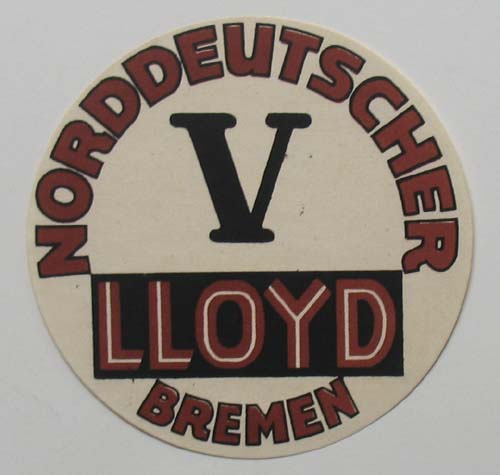 NORDDEUTSCHER
V
LLOYD
BREMEN